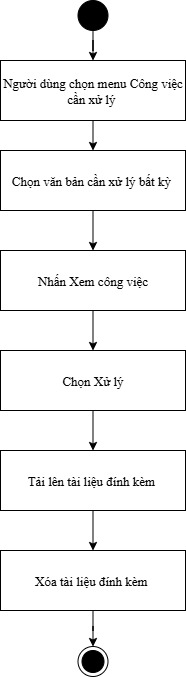 Người dùng chọn menu Công việc
cần xử lý
Chọn văn bản cần xử lý bất kỳ
Nhấn Xem công việc
Chọn Xử lý
Tải lên tài liệu đính kèm
Xóa tài liệu đính kèm